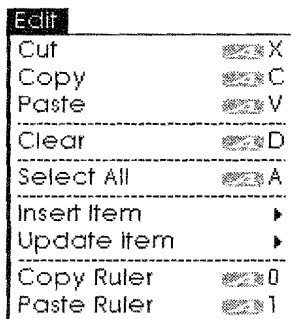 Edit
Cut X
Copy C
Paste V
Clear D
Select All A
Insert Item
Update Item
Copy Ruler 0
Paste Ruler 1